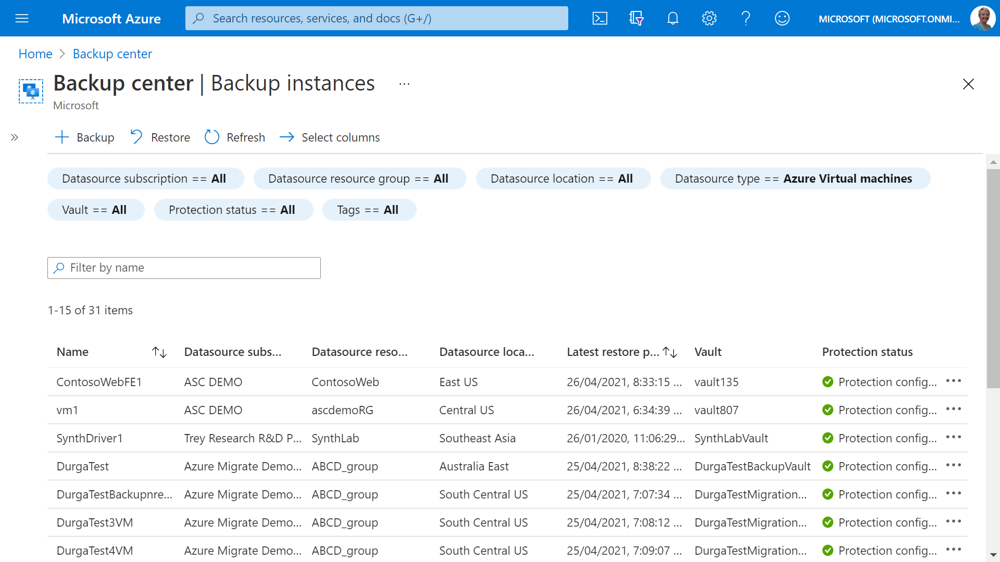 Microsoft Azure
Search resources, services, and docs (G+/)
MICROSOFT (MICROSOFT.ONMI...
Home > Backup center
Backup center | Backup instances ...
Microsoft
Backup Restore Refresh Select columns
Datasource subscription == All Datasource resource group == All Datasource location == All Datasource type == Azure Virtual machines
Vault == All Protection status == All Tags == All
Filter by name
1-15 of 31 items
Name Datasource subs... Datasource reso... Datasource loca... Latest restore p... Vault Protection status
ContosoWebFE1 ASC DEMO ContosoWeb East US 26/04/2021, 8:33:15 ... vault135 Protection config...
vm1 ASC DEMO ascdemoRG Central US 26/04/2021, 6:34:39 ... vault807 Protection config...
SynthDriver1 Trey Research R&D P... SynthLab Southeast Asia 26/01/2020, 11:06:29... SynthLabVault Protection config...
DurgaTest Azure Migrate Demo... ABCD_group Australia East 25/04/2021, 8:38:22 ... DurgaTestBackupVault Protection config...
DurgaTestBackupnre... Azure Migrate Demo... ABCD_group South Central US 25/04/2021, 7:07:34 ... DurgaTestMigration... Protection config...
DurgaTest3VM Azure Migrate Demo... ABCD_group South Central US 25/04/2021, 7:08:12 ... DurgaTestMigration... Protection config...
DurgaTest4VM Azure Migrate Demo... ABCD_group South Central US 25/04/2021, 7:09:07 ... DurgaTestMigration... Protection config...